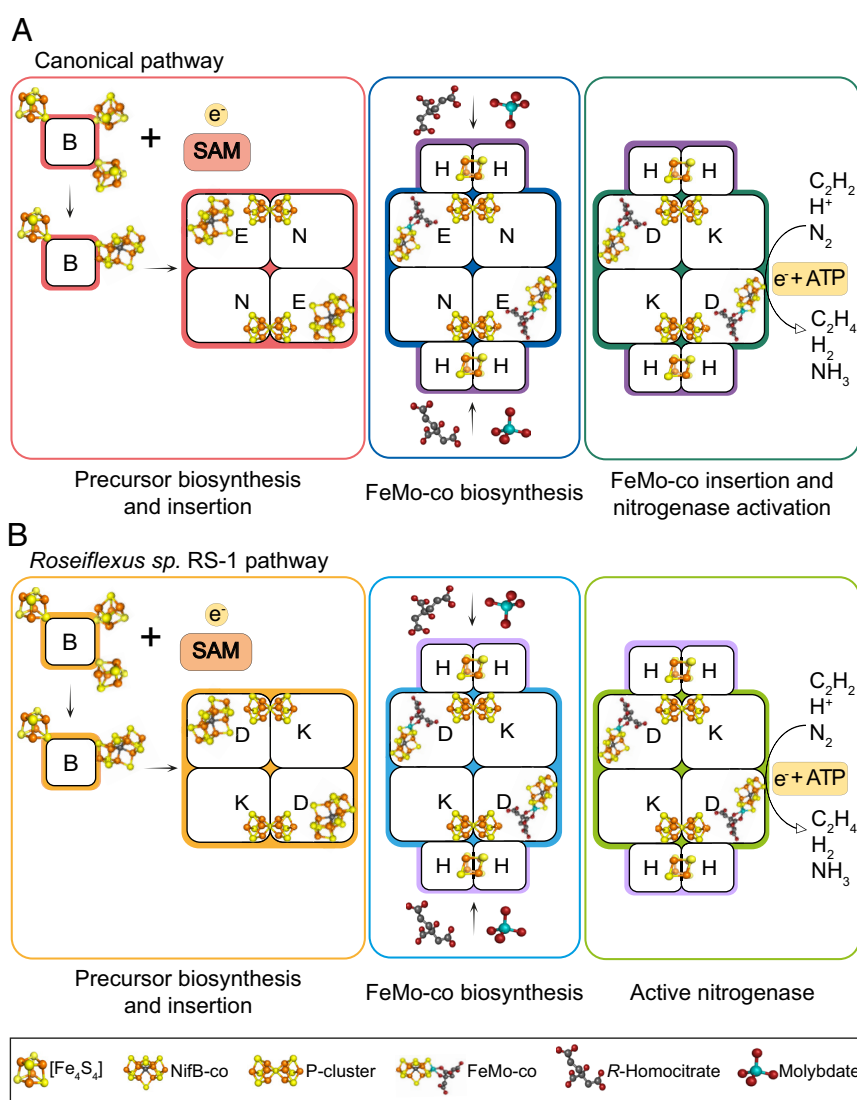 A
Canonical pathway
B
+
e-
SAM
B
E
N
N
E
Precursor biosynthesis
and insertion
H
H
E
N
N
E
H
H
FeMo-co biosynthesis
H
H
D
K
K
D
H
H
C2H2
H+
N2
e-+ ATP
C2H4
H2
NH3
FeMo-co insertion and
nitrogenase activation
B
Roseiflexus sp. RS-1 pathway
B
+
e-
SAM
B
D
K
K
D
Precursor biosynthesis
and insertion
H
H
D
K
K
D
H
H
FeMo-co biosynthesis
H
H
D
K
K
D
H
H
C2H2
H+
N2
e-+ ATP
C2H4
H2
NH3
Active nitrogenase
[Fe4S4]
NifB-co
P-cluster
FeMo-co
R-Homocitrate
Molybdate